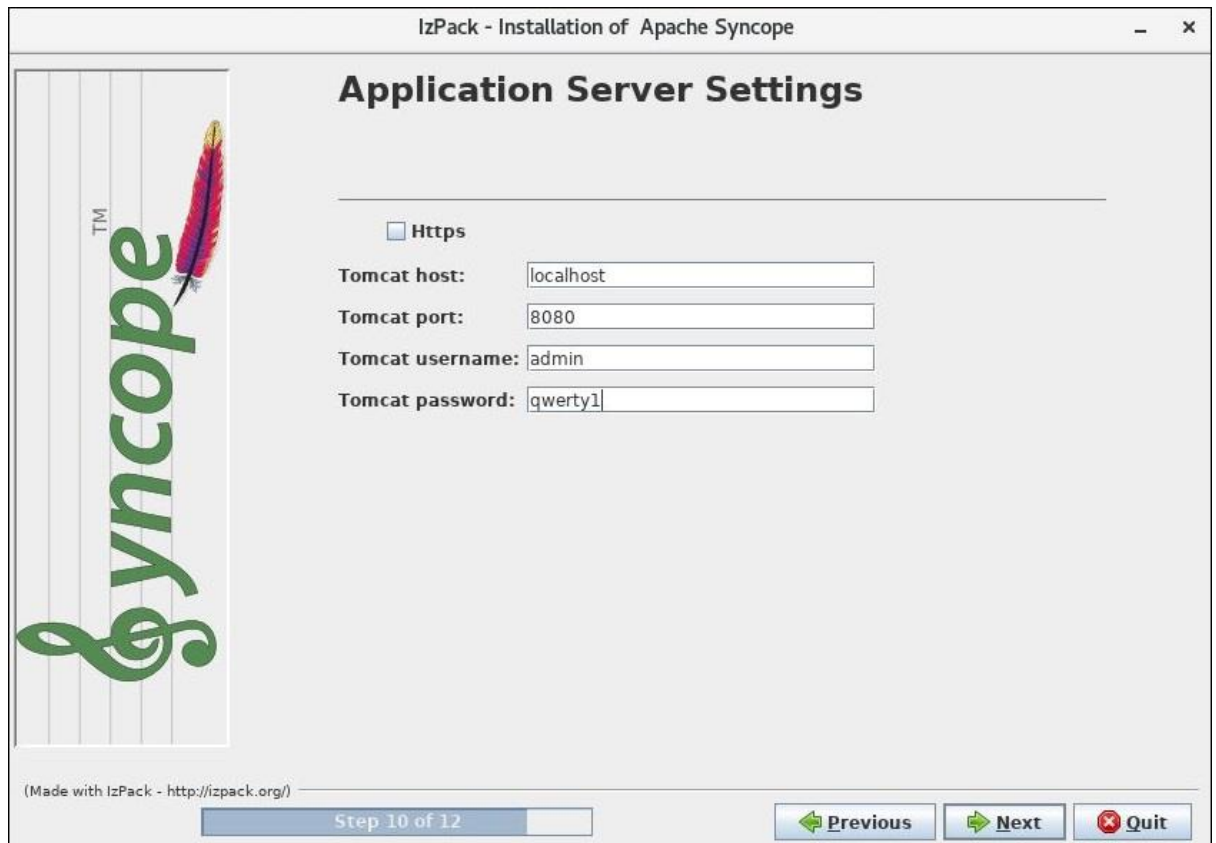 IzPack - Installation of Apache Syncope
Application Server Settings
TM
Syncope
Https
Tomcat host: localhost
Tomcat port: 8080
Tomcat username: admin
Tomcat password: qwerty1
(Made with IzPack - http://izpack.org/)
Step 10 of 12
Previous
Next
Quit